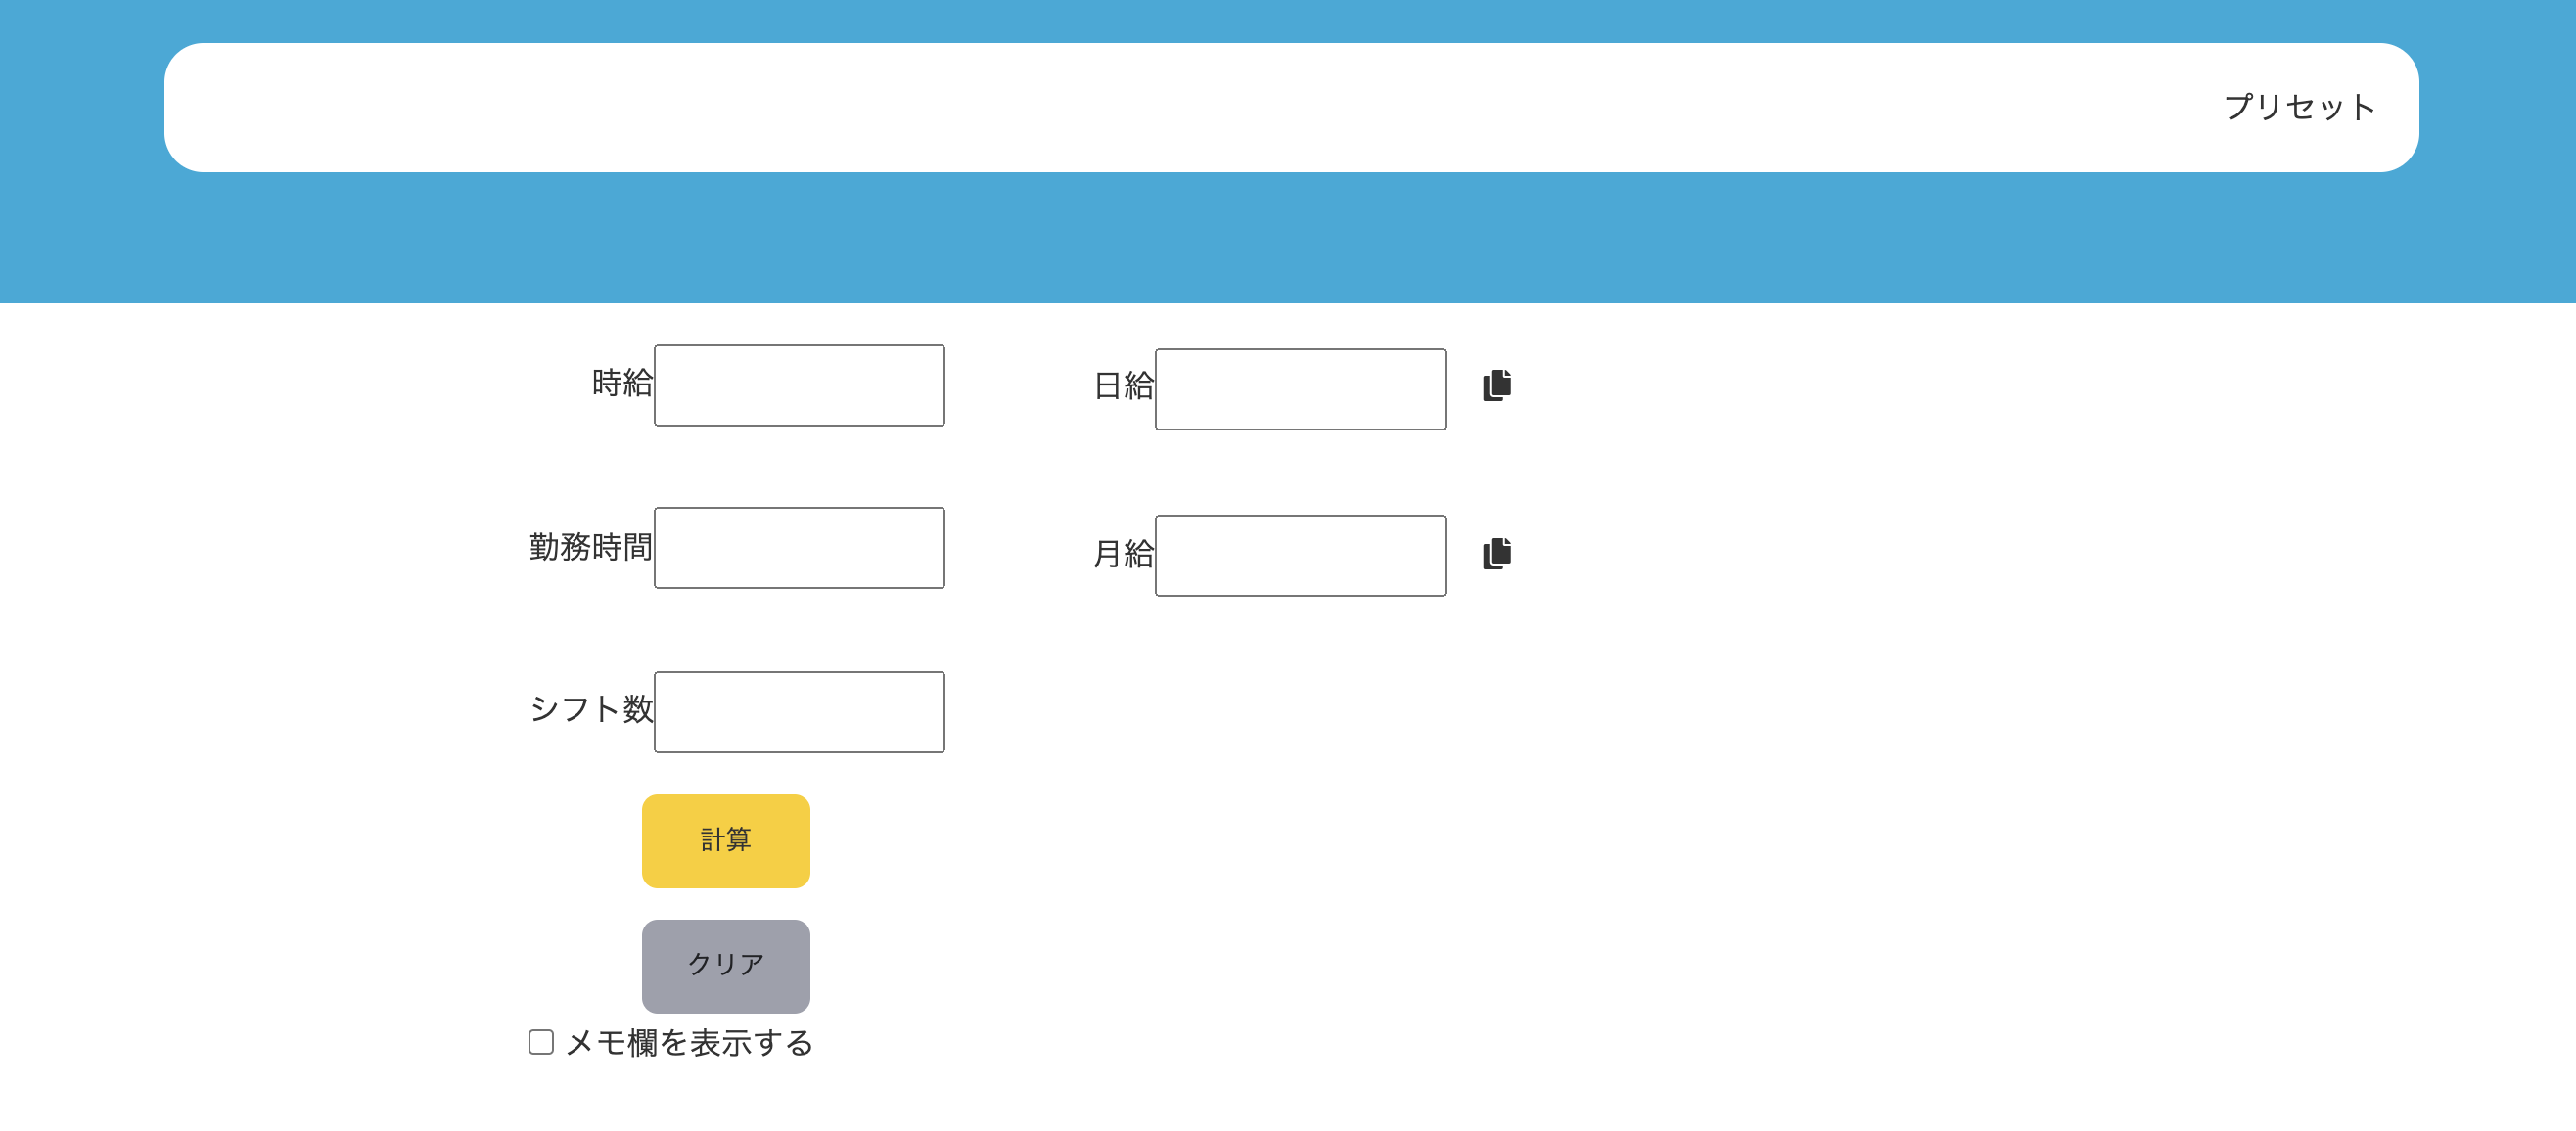 プリセット
時給
日給
勤務時間
月給
シフト数
計算
クリア
メモ欄を表示する